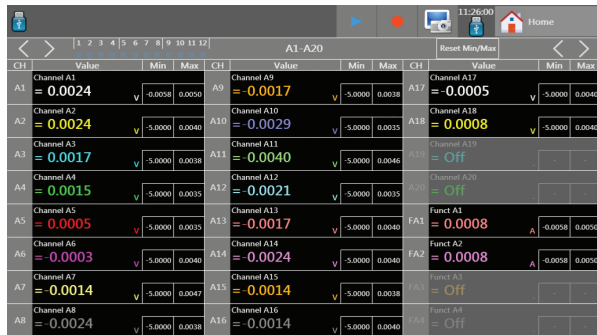 11:26:00
Home
1 2 3 4 5 6 7 8 9 10 11 12
A1-A20
Reset Min/Max
CH Value Min Max CH Value Min Max CH Value Min Max
Channel A1 Channel A9 Channel A17
A1 = 0.0024 V -0.0058 0.0050 A9 =-0.0017 V -5.0000 0.0038 A17 =-0.0005 V -5.0000 0.0040
Channel A2 Channel A10 Channel A18
A2 = 0.0024 V -5.0000 0.0040 A10 =-0.0029 V -5.0000 0.0035 A18 = 0.0008 V -5.0000 0.0040
Channel A3 Channel A11 Channel A19
A3 = 0.0017 V -5.0000 0.0038 A11 =-0.0040 V -5.0000 0.0046 A19 = Off - -
Channel A4 Channel A12 Channel A20
A4 = 0.0015 V -5.0000 0.0035 A12 =-0.0021 V -5.0000 0.0035 A20 = Off - -
Channel A5 Channel A13 Funct A1
A5 = 0.0005 V -5.0000 0.0035 A13 =-0.0017 V -5.0000 0.0040 FA1 = 0.0008 A -0.0058 0.0050
Channel A6 Channel A14 Funct A2
A6 =-0.0003 V -5.0000 0.0040 A14 =-0.0024 V -5.0000 0.0040 FA2 = 0.0008 A -0.0058 0.0050
Channel A7 Channel A15 Funct A3
A7 =-0.0014 V -5.0000 0.0047 A15 =-0.0014 V -5.0000 0.0038 FA3 = Off - -
Channel A8 Channel A16 Funct A4
A8 =-0.0024 V -5.0000 0.0038 A16 =-0.0014 V -5.0000 0.0040 FA4 = Off - -